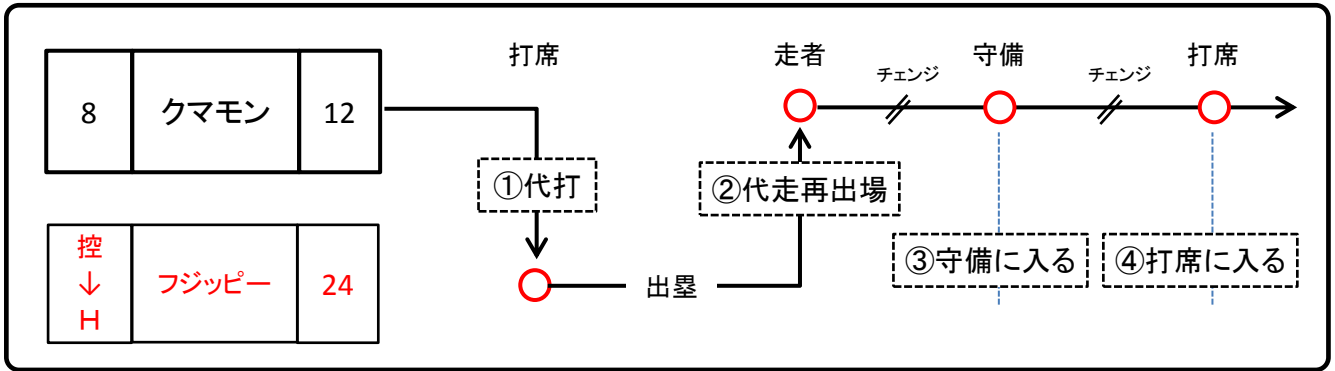 打席
走者
チェンジ
守備
チェンジ
打席
8 クマモン 12
①代打
②代走再出場
控
↓
H
フジッピー 24
出塁
③守備に入る
④打席に入る